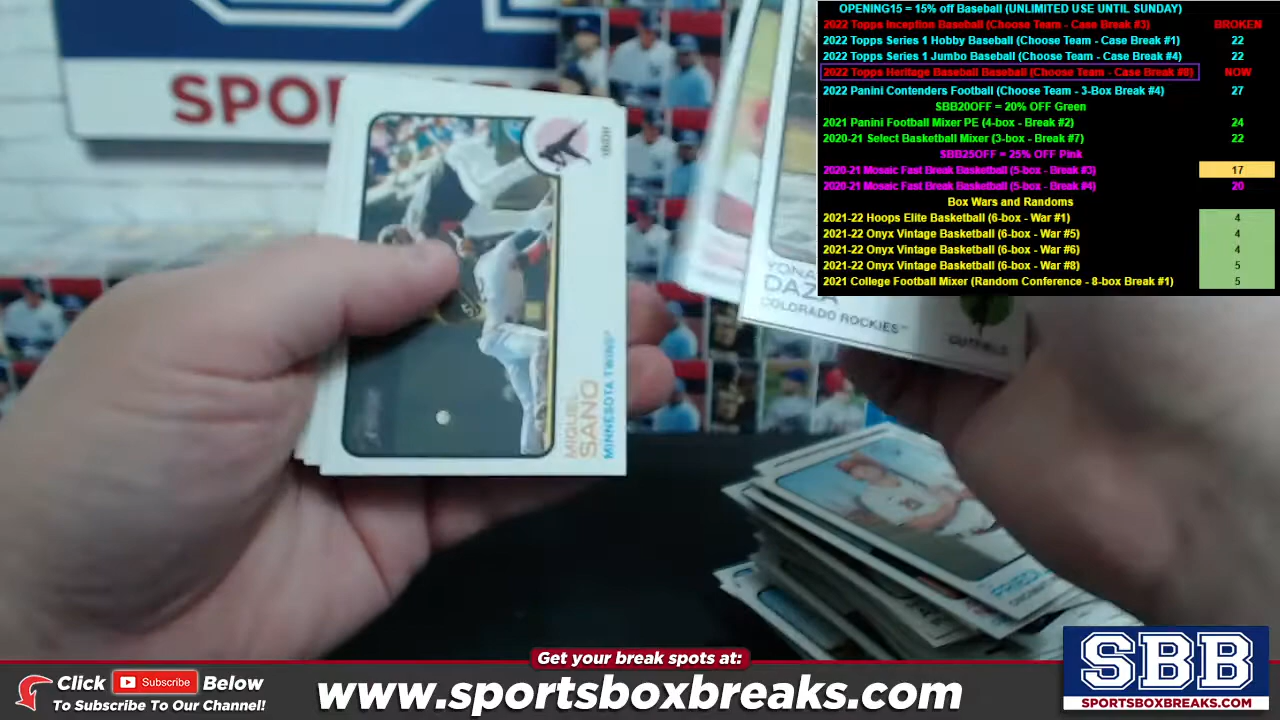 OPENING15 = 15% off Baseball (UNLIMITED USE UNTIL SUNDAY)
2022 Topps Inception Baseball (Choose Team - Case Break #3) BROKEN
2022 Topps Series 1 Hobby Baseball (Choose Team - Case Break #1) 22
2022 Topps Series 1 Jumbo Baseball (Choose Team - Case Break #4) 22
2022 Topps Heritage Baseball Baseball (Choose Team - Case Break #8) NOW
2022 Panini Contenders Football (Choose Team - 3-Box Break #4) 27
SBB20OFF = 20% OFF Green
2021 Panini Football Mixer PE (4-box - Break #2) 24
2020-21 Select Basketball Mixer (3-box - Break #7) 22
SBB25OFF = 25% OFF Pink
2020-21 Mosaic Fast Break Basketball (5-box - Break #3) 17
2020-21 Mosaic Fast Break Basketball (5-box - Break #4) 20
Box Wars and Randoms
2021-22 Hoops Elite Basketball (6-box - War #1) 4
2021-22 Onyx Vintage Basketball (6-box - War #5) 4
2021-22 Onyx Vintage Basketball (6-box - War #6) 4
2021-22 Onyx Vintage Basketball (6-box - War #8) 5
2021 College Football Mixer (Random Conference - 8-box Break #1) 5
SPO
MIGUEL
SANO
MINNESOTA TWINS
DAZA
COLORADO ROCKIES
OUTFIELD
Get your break spots at:
Click Subscribe Below
To Subscribe To Our Channel!
www.sportsboxbreaks.com
SBB
SPORTSBOXBREAKS.COM